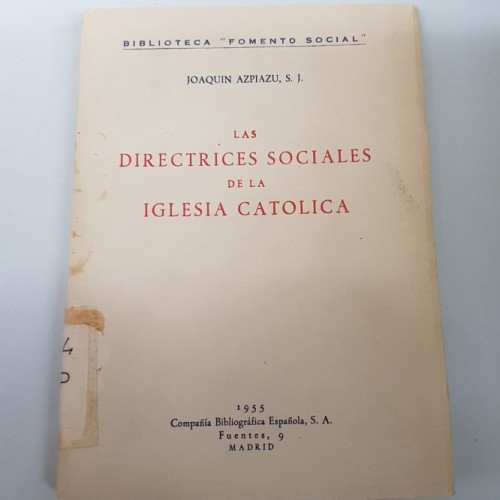 BIBLIOTECA "FOMENTO SOCIAL"
JOAQUIN AZPIAZU, S. J.
LAS
DIRECTRICES SOCIALES
DE LA
IGLESIA CATOLICA
4
1955
Compañía Bibliográfica Española, S. A.
Fuentes, 9
MADRID